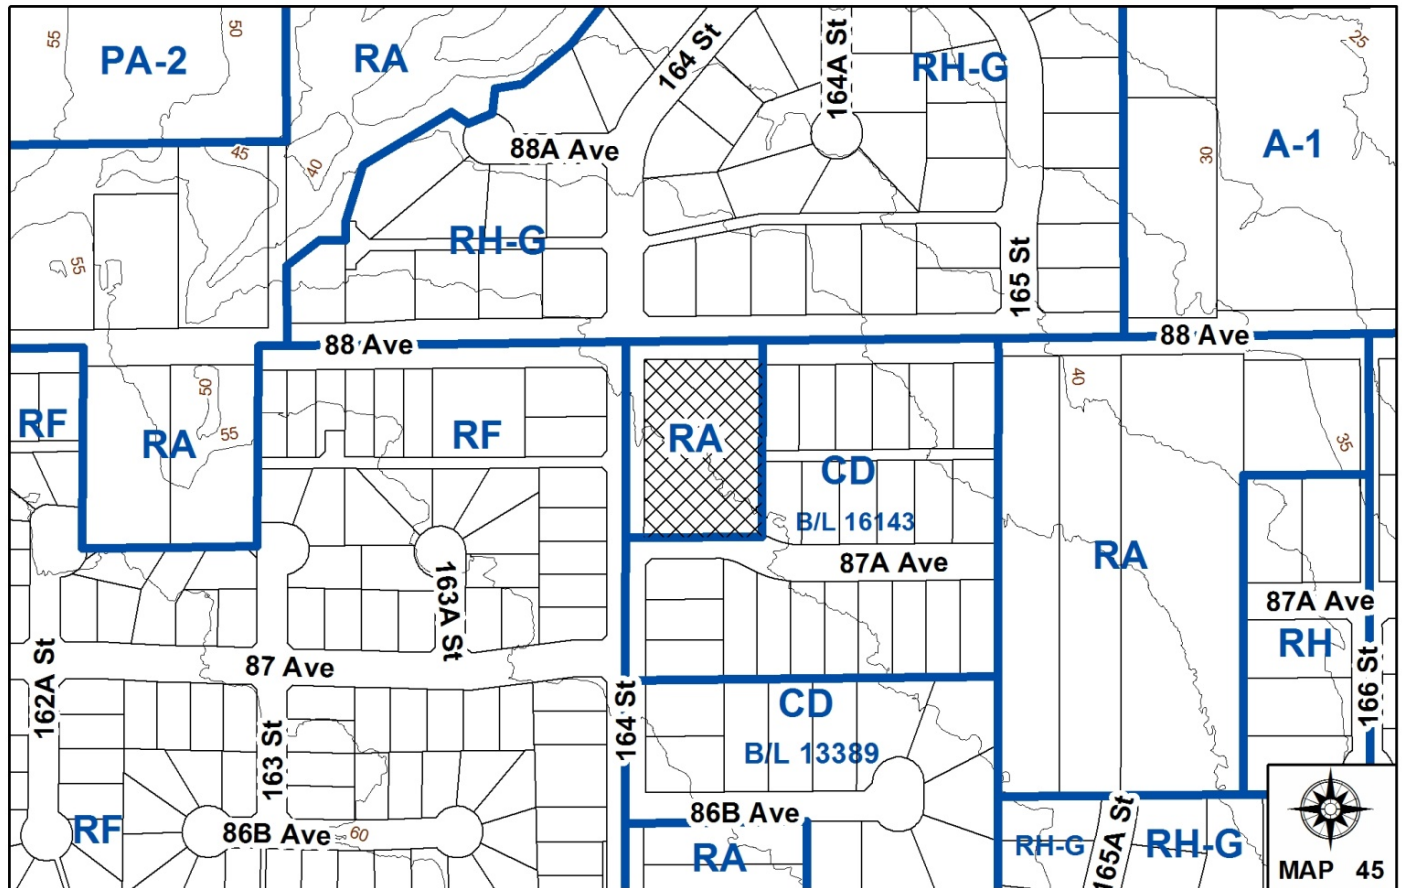 55
50
PA-2
RA
164 St
164A St
RH-G
25
A-1
45
40
88A Ave
30
RH-G
55
165 St
88 Ave
88 Ave
RF
RA
50
55
RF
RA
CD
B/L 16143
40
35
RA
87A Ave
163A St
87A Ave
RH
162A St
87 Ave
164 St
166 St
CD
B/L 13389
163 St
RF
86B Ave
60
86B Ave
RA
RH-G
165A St
RH-G
MAP 45